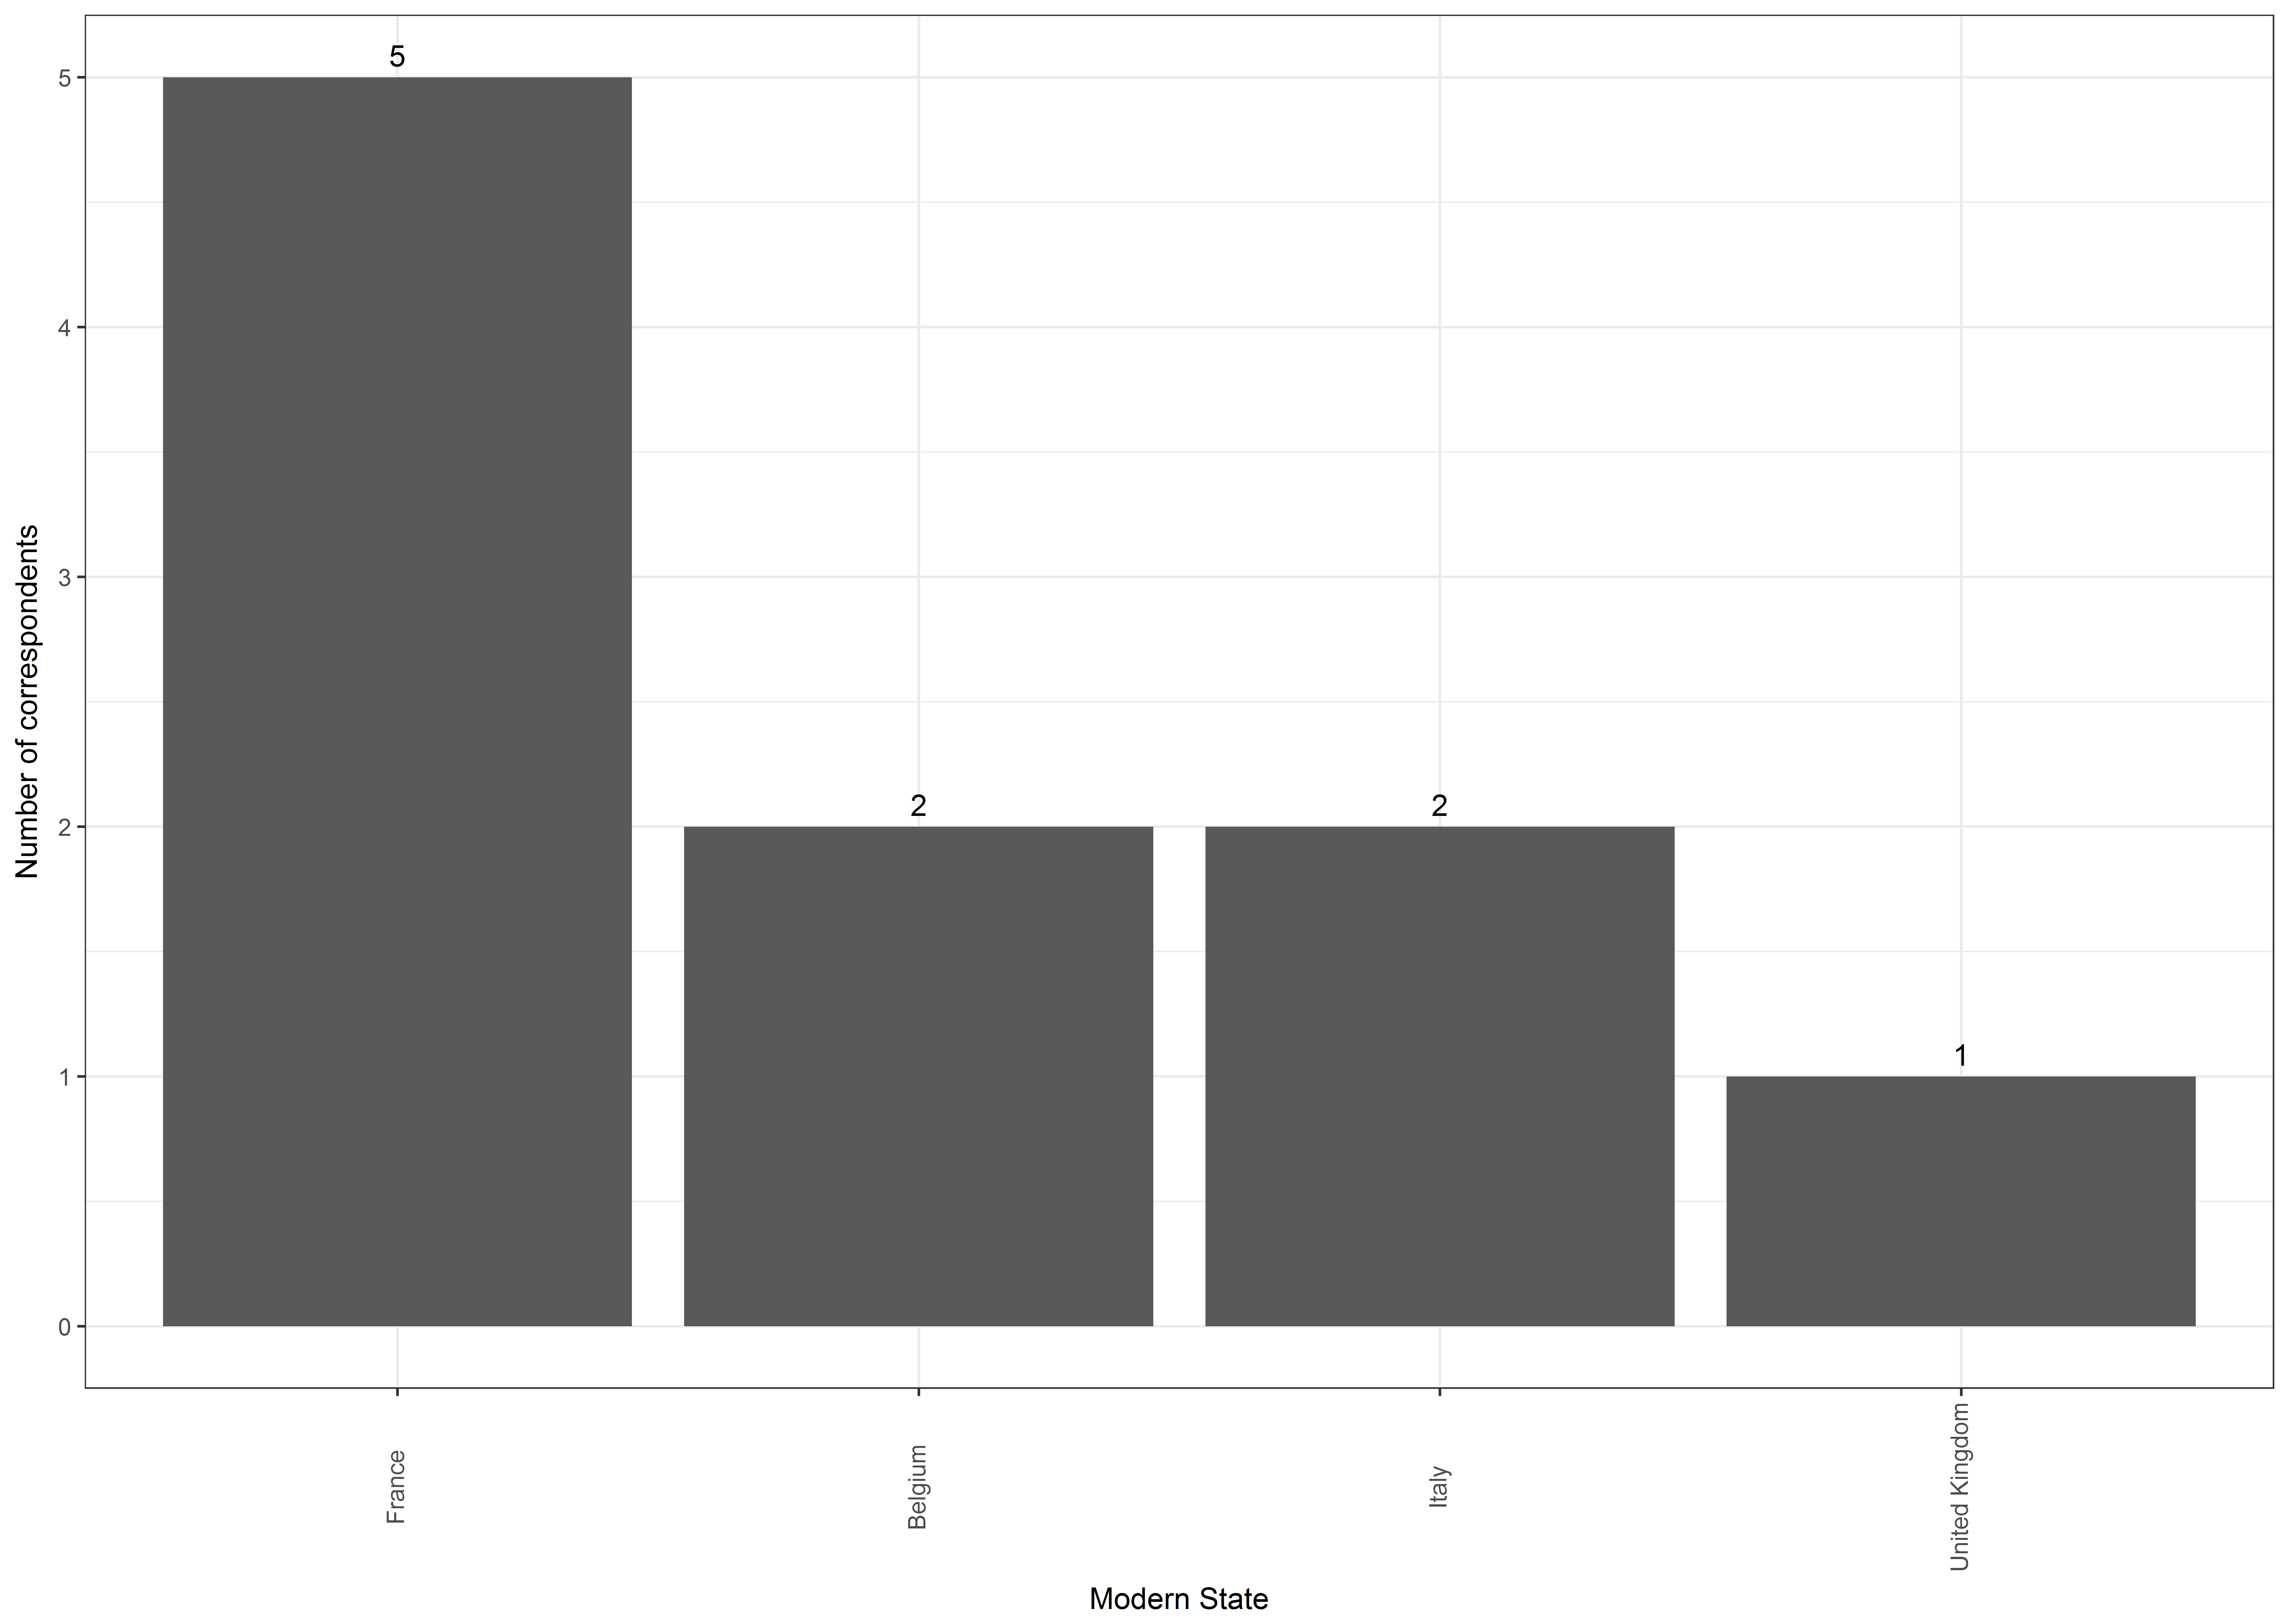 5
2
2
1
5
4
3
2
1
0
Number of correspondents
France
Belgium
Italy
United Kingdom
Modern State